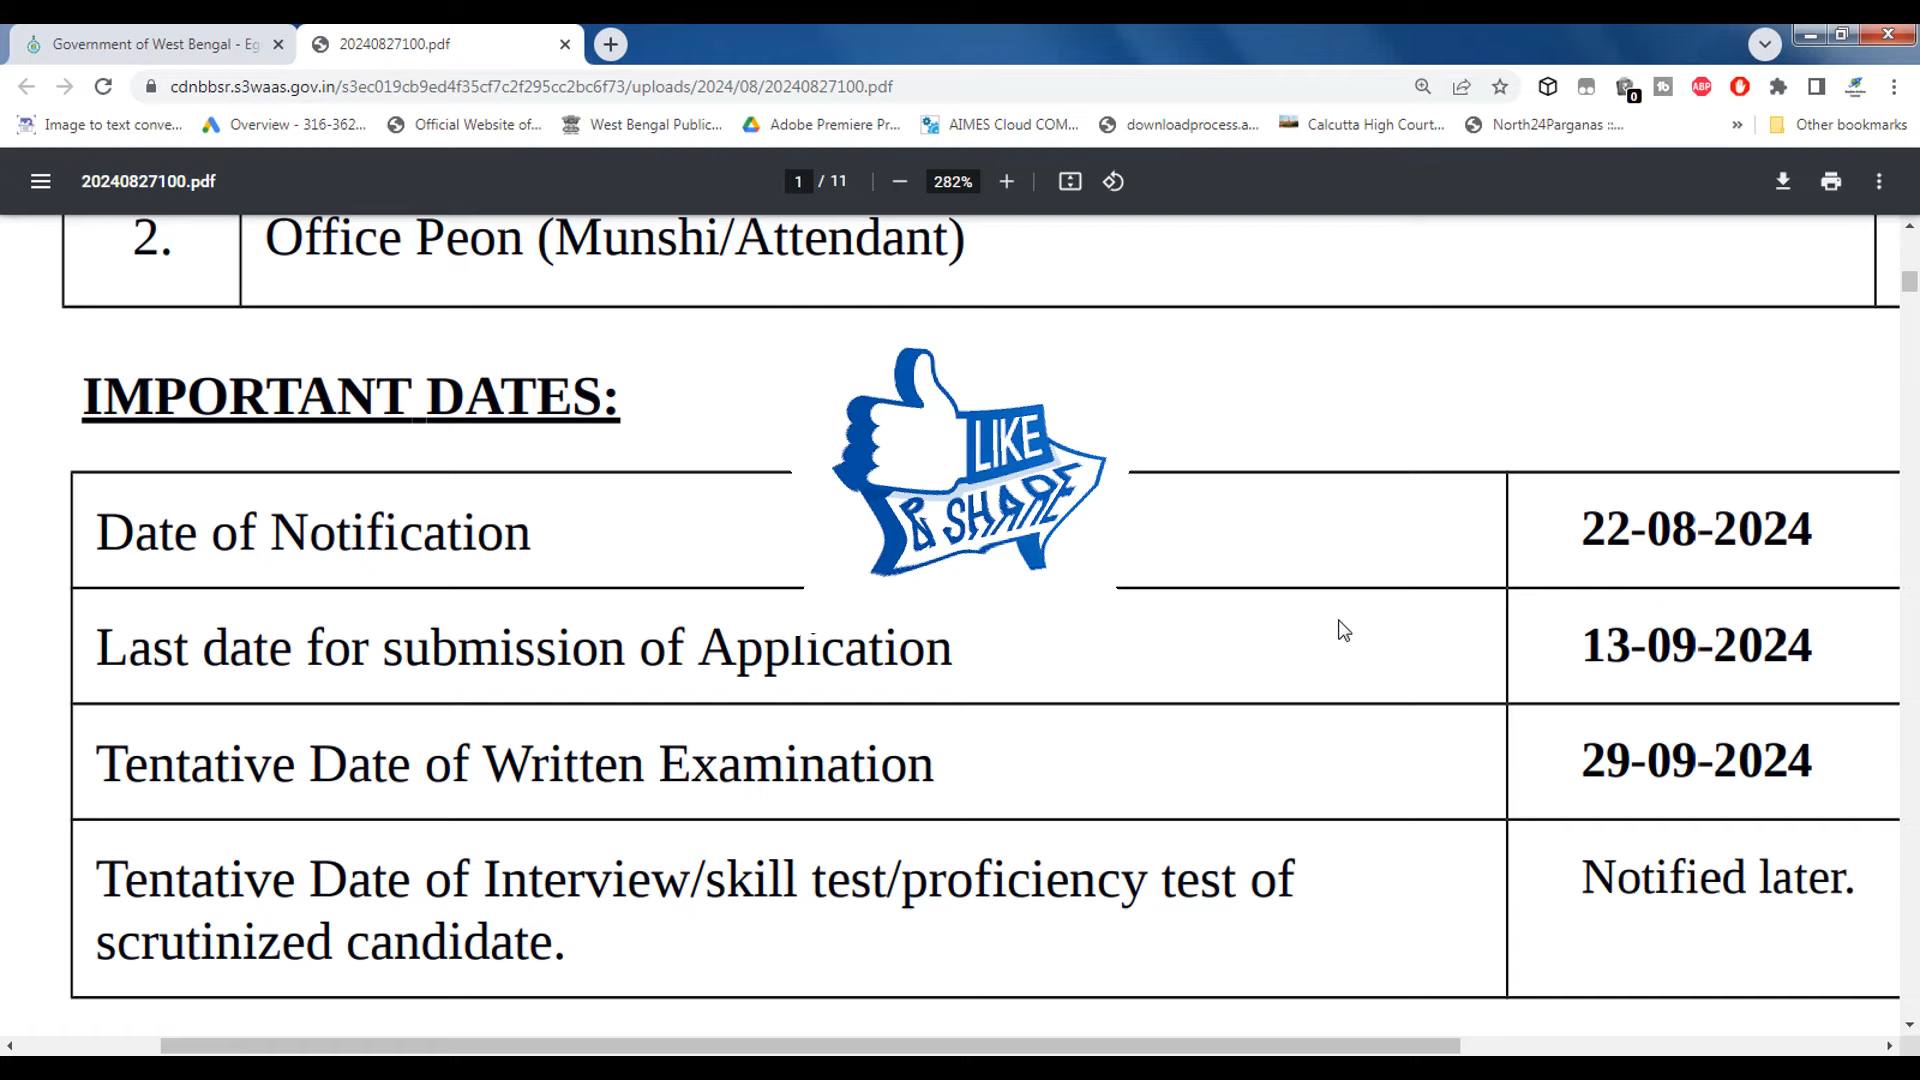 Government of West Bengal - Eg
20240827100.pdf
cdnbbsr.s3waas.gov.in/s3ec019cb9ed4f35cf7c2f295cc2bc6f73/uploads/2024/08/20240827100.pdf
ABP
0
Image to text conve...
Overview - 316-362...
Official Website of...
West Bengal Public...
Adobe Premiere Pr...
AIMES Cloud COM...
downloadprocess.a...
Calcutta High Court...
North24Parganas ::...
»
Other bookmarks
20240827100.pdf
1 / 11
282%
2. Office Peon (Munshi/Attendant)
IMPORTANT DATES:
LIKE
& SHARE
Date of Notification 22-08-2024
Last date for submission of Application 13-09-2024
Tentative Date of Written Examination 29-09-2024
Tentative Date of Interview/skill test/proficiency test of Notified later.
scrutinized candidate.